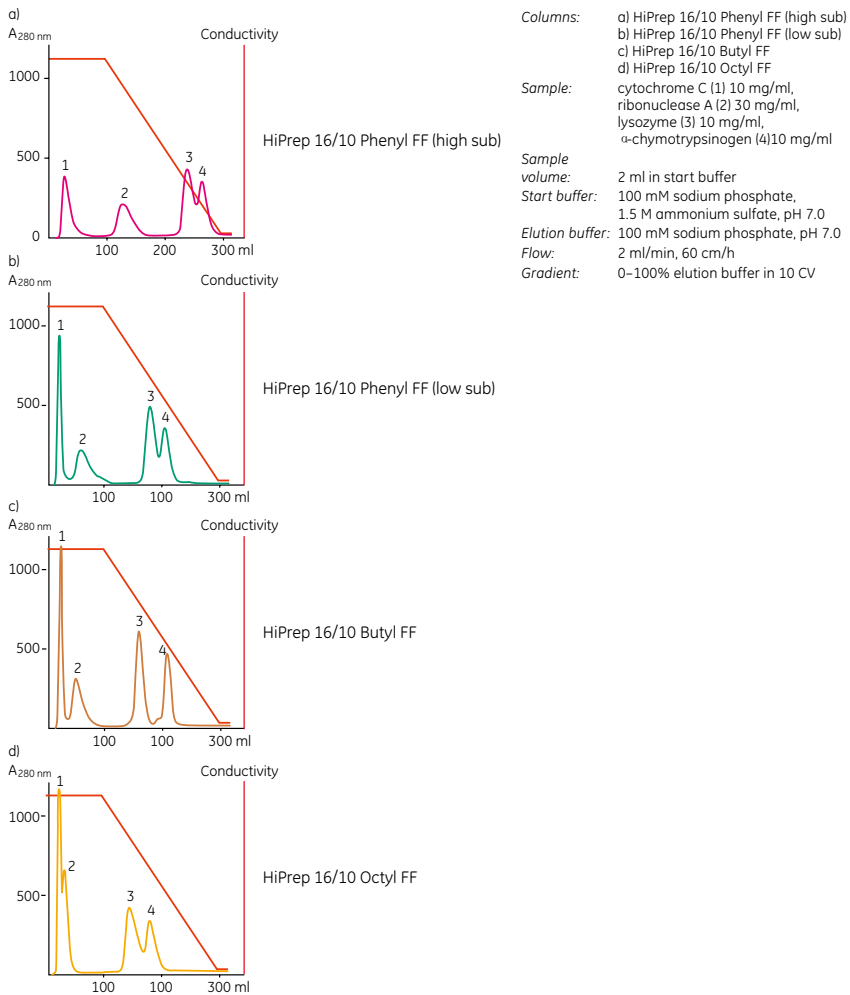 a)
A280 nm Conductivity
1000
500
0
1
2
3
4
100 200 300 ml
HiPrep 16/10 Phenyl FF (high sub)
b)
A280 nm Conductivity
1000
500
1
2
3
4
100 100 300 ml
HiPrep 16/10 Phenyl FF (low sub)
c)
A280 nm Conductivity
1000
500
1
2
3
4
100 100 300 ml
HiPrep 16/10 Butyl FF
d)
A280 nm Conductivity
1000
500
1
2
3
4
100 100 300 ml
HiPrep 16/10 Octyl FF
Columns: a) HiPrep 16/10 Phenyl FF (high sub)
b) HiPrep 16/10 Phenyl FF (low sub)
c) HiPrep 16/10 Butyl FF
d) HiPrep 16/10 Octyl FF
Sample: cytochrome C (1) 10 mg/ml,
ribonuclease A (2) 30 mg/ml,
lysozyme (3) 10 mg/ml,
α-chymotrypsinogen (4)10 mg/ml
Sample
volume: 2 ml in start buffer
Start buffer: 100 mM sodium phosphate,
1.5 M ammonium sulfate, pH 7.0
Elution buffer: 100 mM sodium phosphate, pH 7.0
Flow: 2 ml/min, 60 cm/h
Gradient: 0–100% elution buffer in 10 CV